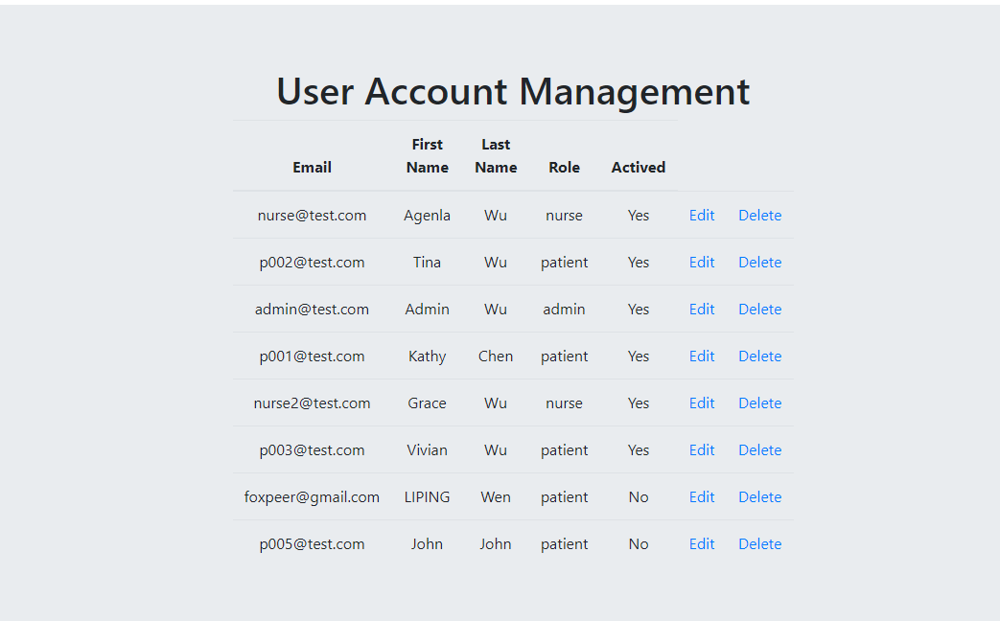 User Account Management
Email First Name Last Name Role Actived
nurse@test.com Agenla Wu nurse Yes Edit Delete
p002@test.com Tina Wu patient Yes Edit Delete
admin@test.com Admin Wu admin Yes Edit Delete
p001@test.com Kathy Chen patient Yes Edit Delete
nurse2@test.com Grace Wu nurse Yes Edit Delete
p003@test.com Vivian Wu patient Yes Edit Delete
foxpeer@gmail.com LIPING Wen patient No Edit Delete
p005@test.com John John patient No Edit Delete